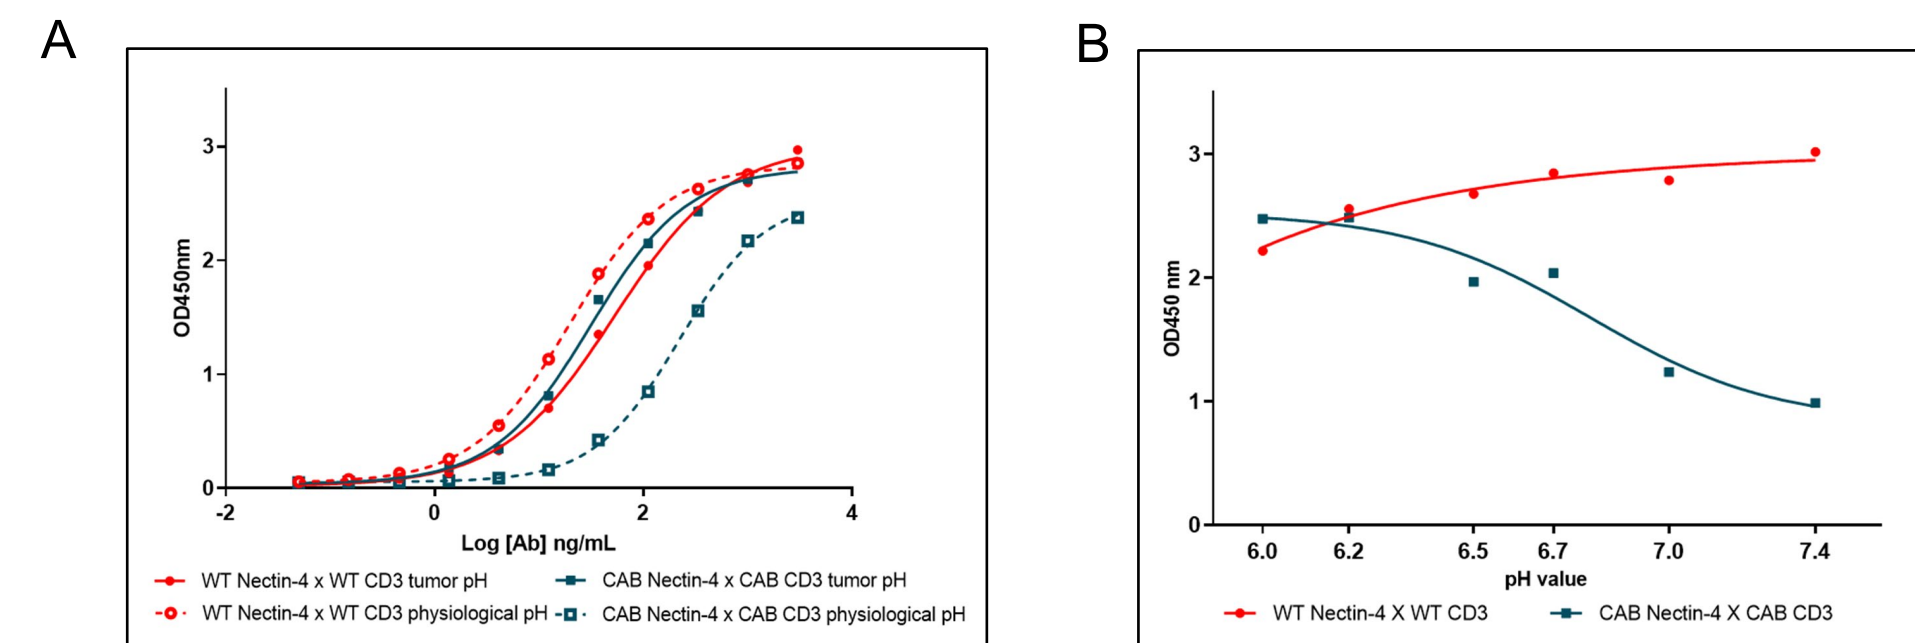 A
B
3
2
1
0
OD450nm
-2 0 2 4
Log [Ab] ng/mL
WT Nectin-4 x WT CD3 tumor pH CAB Nectin-4 x CAB CD3 tumor pH
WT Nectin-4 x WT CD3 physiological pH CAB Nectin-4 x CAB CD3 physiological pH
3
2
1
0
OD450 nm
6.0 6.2 6.5 6.7 7.0 7.4
pH value
WT Nectin-4 X WT CD3 CAB Nectin-4 X CAB CD3